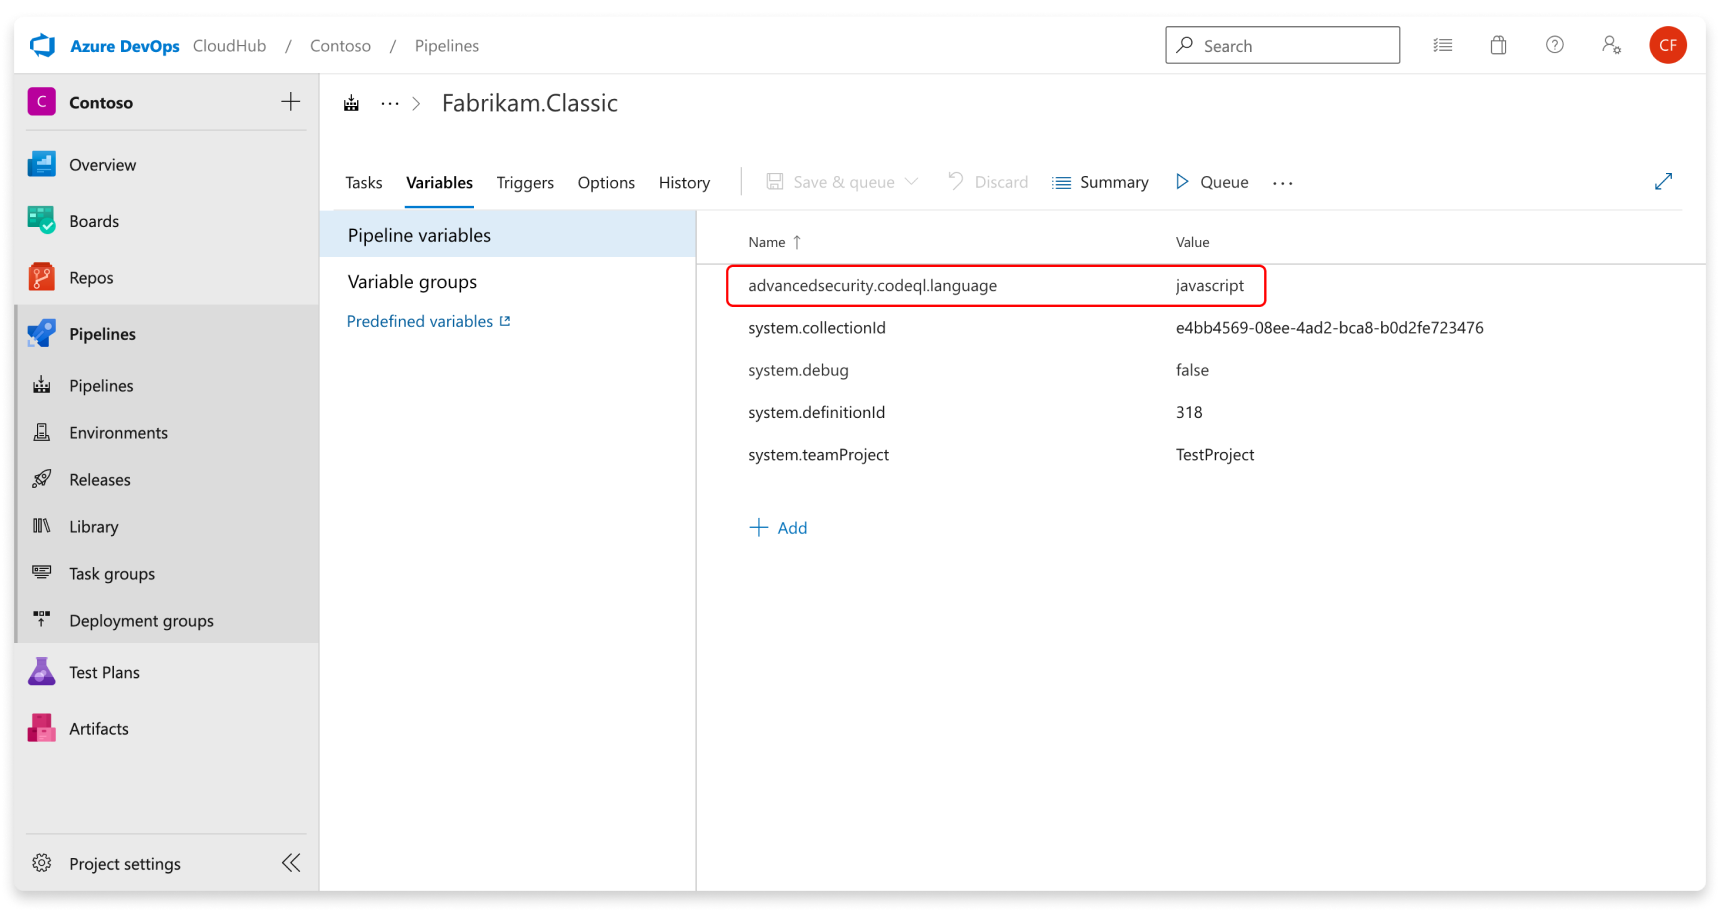 Azure DevOps CloudHub / Contoso / Pipelines
Search
CF
C Contoso
Overview
Boards
Repos
Pipelines
Pipelines
Environments
Releases
Library
Task groups
Deployment groups
Test Plans
Artifacts
Project settings
... > Fabrikam.Classic
Tasks Variables Triggers Options History Save & queue Discard Summary Queue ...
Pipeline variables
Variable groups
Predefined variables
Name ↑ Value
advancedsecurity.codeql.language javascript
system.collectionId e4bb4569-08ee-4ad2-bca8-b0d2fe723476
system.debug false
system.definitionId 318
system.teamProject TestProject
+ Add